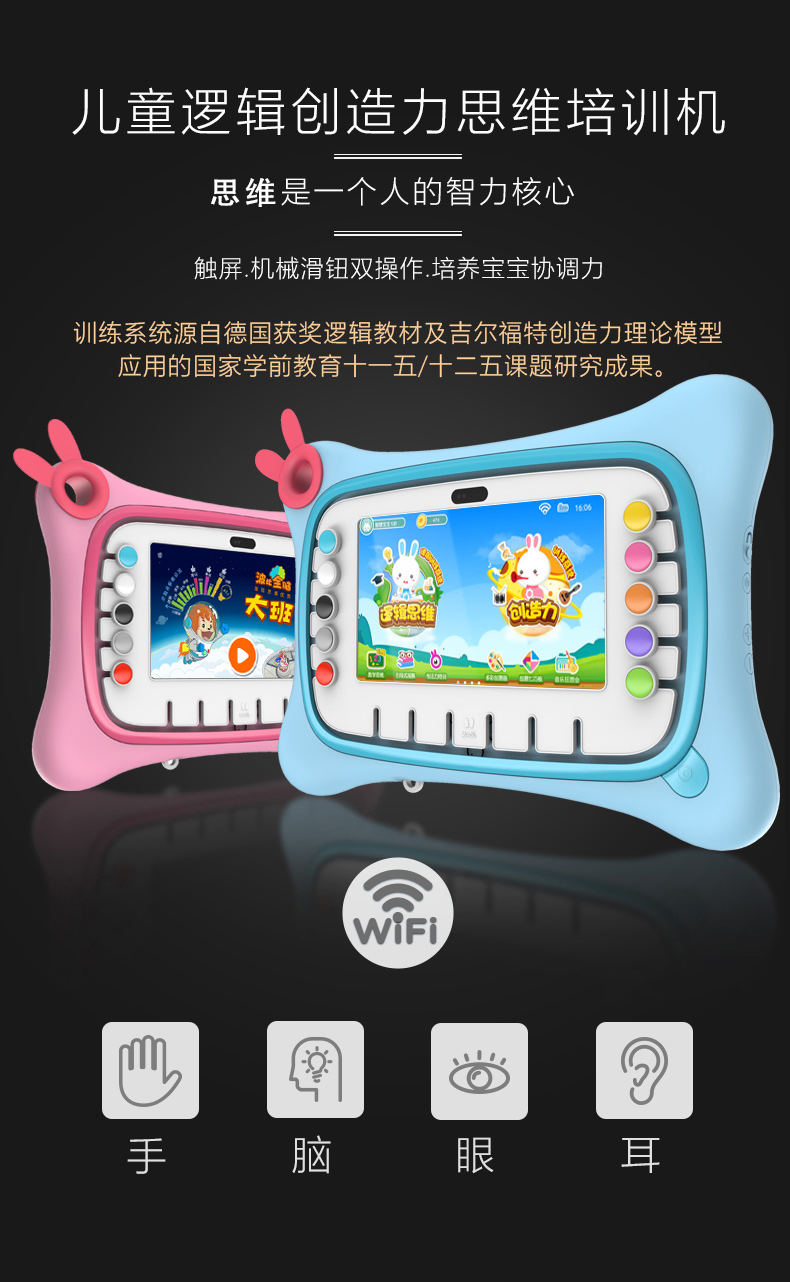 儿童逻辑创造力思维培训机
思维是一个人的智力核心
触屏.机械滑钮双操作.培养宝宝协调力
训练系统源自德国获奖逻辑教材及吉尔福特创造力理论模型
应用的国家学前教育十一五/十二五课题研究成果。
16:06
逻辑思维
创造力
大班
WiFi
手
脑
眼
耳